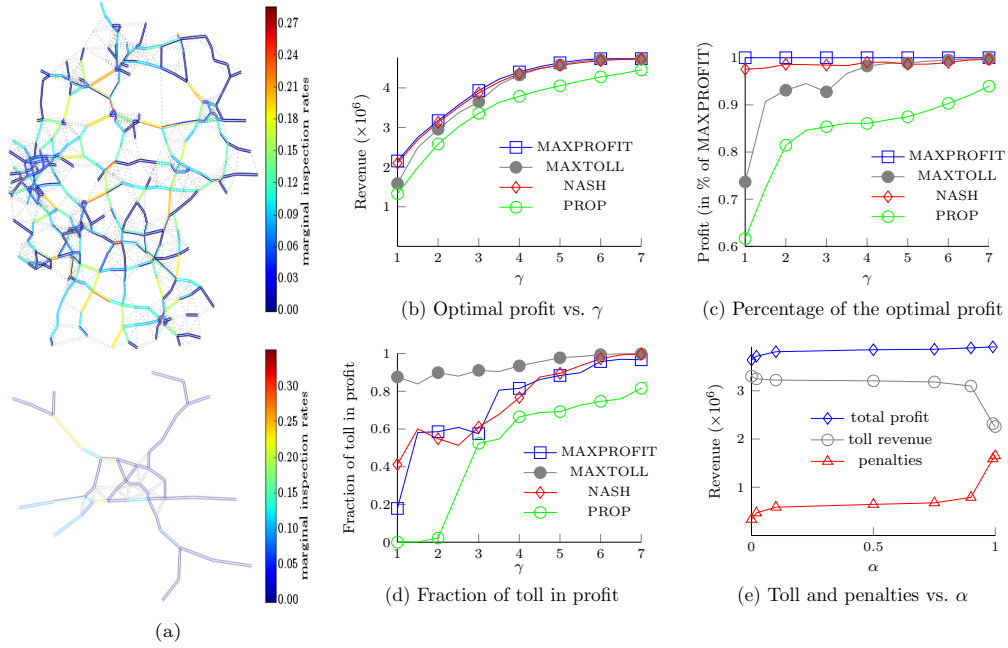 0.27
0.24
0.21
0.18
0.15
0.12
0.09
0.06
0.03
0.00
marginal inspection rates
0.30
0.25
0.20
0.15
0.10
0.05
0.00
marginal inspection rates
(a)
4
3
2
1
Revenue (×10⁶)
MAXPROFIT
MAXTOLL
NASH
PROP
1 2 3 4 5 6 7
γ
(b) Optimal profit vs. γ
1
0.9
0.8
0.7
0.6
Profit (in % of MAXPROFIT)
MAXPROFIT
MAXTOLL
NASH
PROP
1 2 3 4 5 6 7
γ
(c) Percentage of the optimal profit
1
0.8
0.6
0.4
0.2
0
Fraction of toll in profit
MAXPROFIT
MAXTOLL
NASH
PROP
1 2 3 4 5 6 7
γ
(d) Fraction of toll in profit
3
2
1
Revenue (×10⁶)
total profit
toll revenue
penalties
0 0.5 1
α
(e) Toll and penalties vs. α